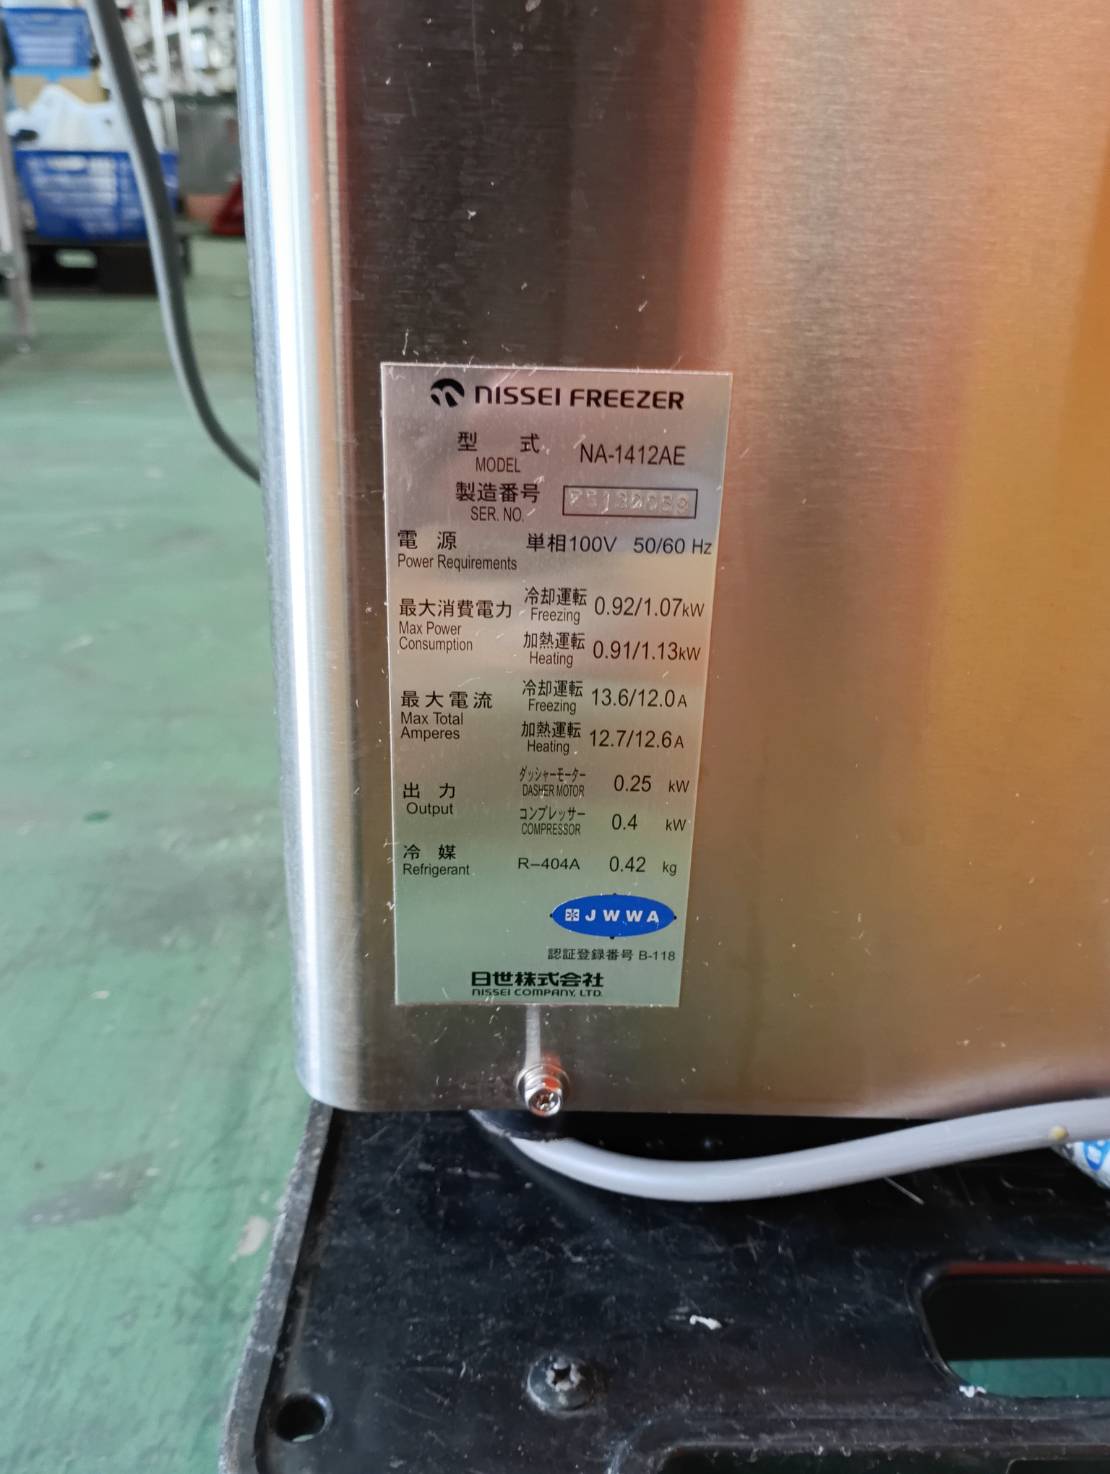 NISSEI FREEZER
型 式 NA-1412AE
MODEL
製造番号
SER. NO.
電 源 単相100V 50/60 Hz
Power Requirements
最大消費電力 冷却運転 0.92/1.07kW
Max Power Freezing
Consumption 加熱運転 0.91/1.13kW
Heating
最大電流 冷却運転 13.6/12.0A
Max Total Freezing
Amperes 加熱運転 12.7/12.6A
Heating
出 力 ダッシャーモーター 0.25 kW
Output DASHER MOTOR
コンプレッサー 0.4 kW
COMPRESSOR
冷 媒 R-404A 0.42 kg
Refrigerant
JWWA
認証登録番号 B-118
日世株式会社
NISSEI COMPANY, LTD.